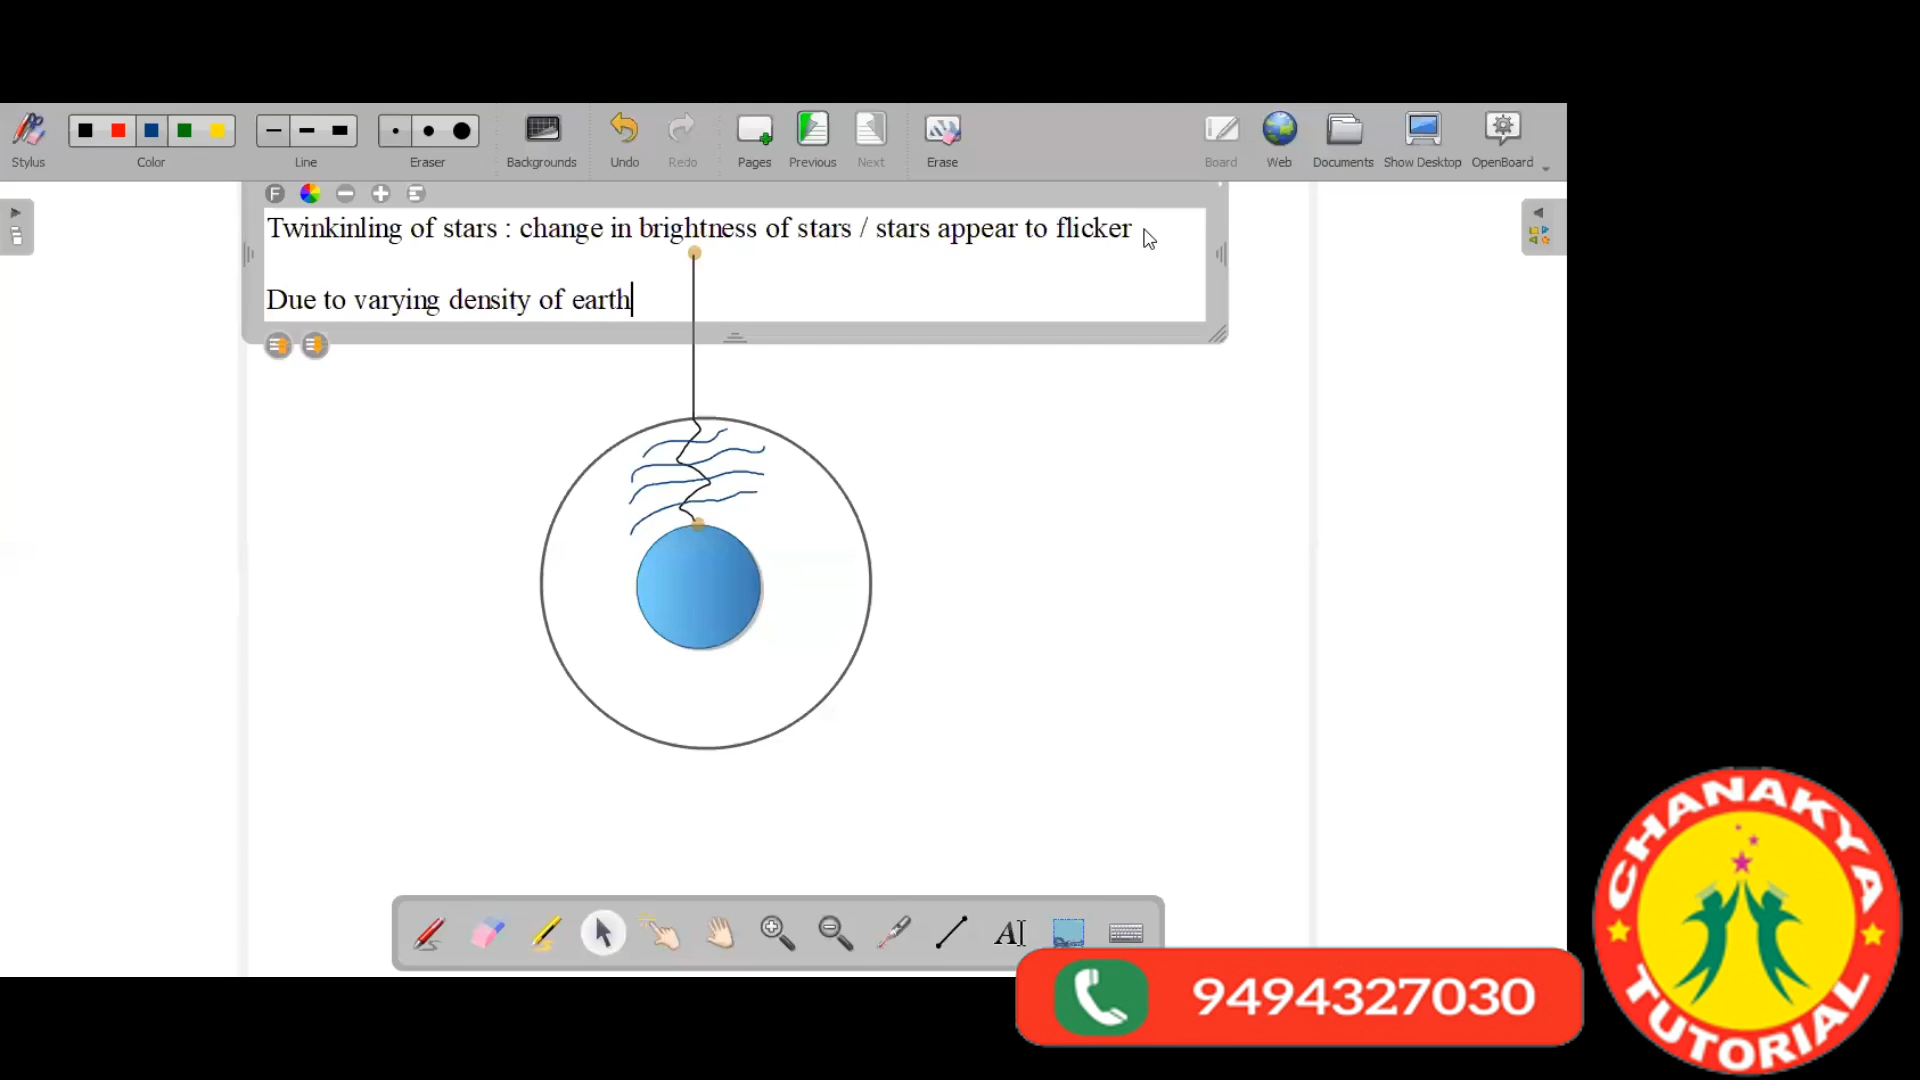 Stylus
Color
Line
Eraser
Backgrounds
Undo
Redo
Pages
Previous
Next
Erase
Board
Web
Documents
Show Desktop
OpenBoard
F
Twinkinling of stars : change in brightness of stars / stars appear to flicker
Due to varying density of earth
AI
9494327030
CHANAKYA
TUTORIAL